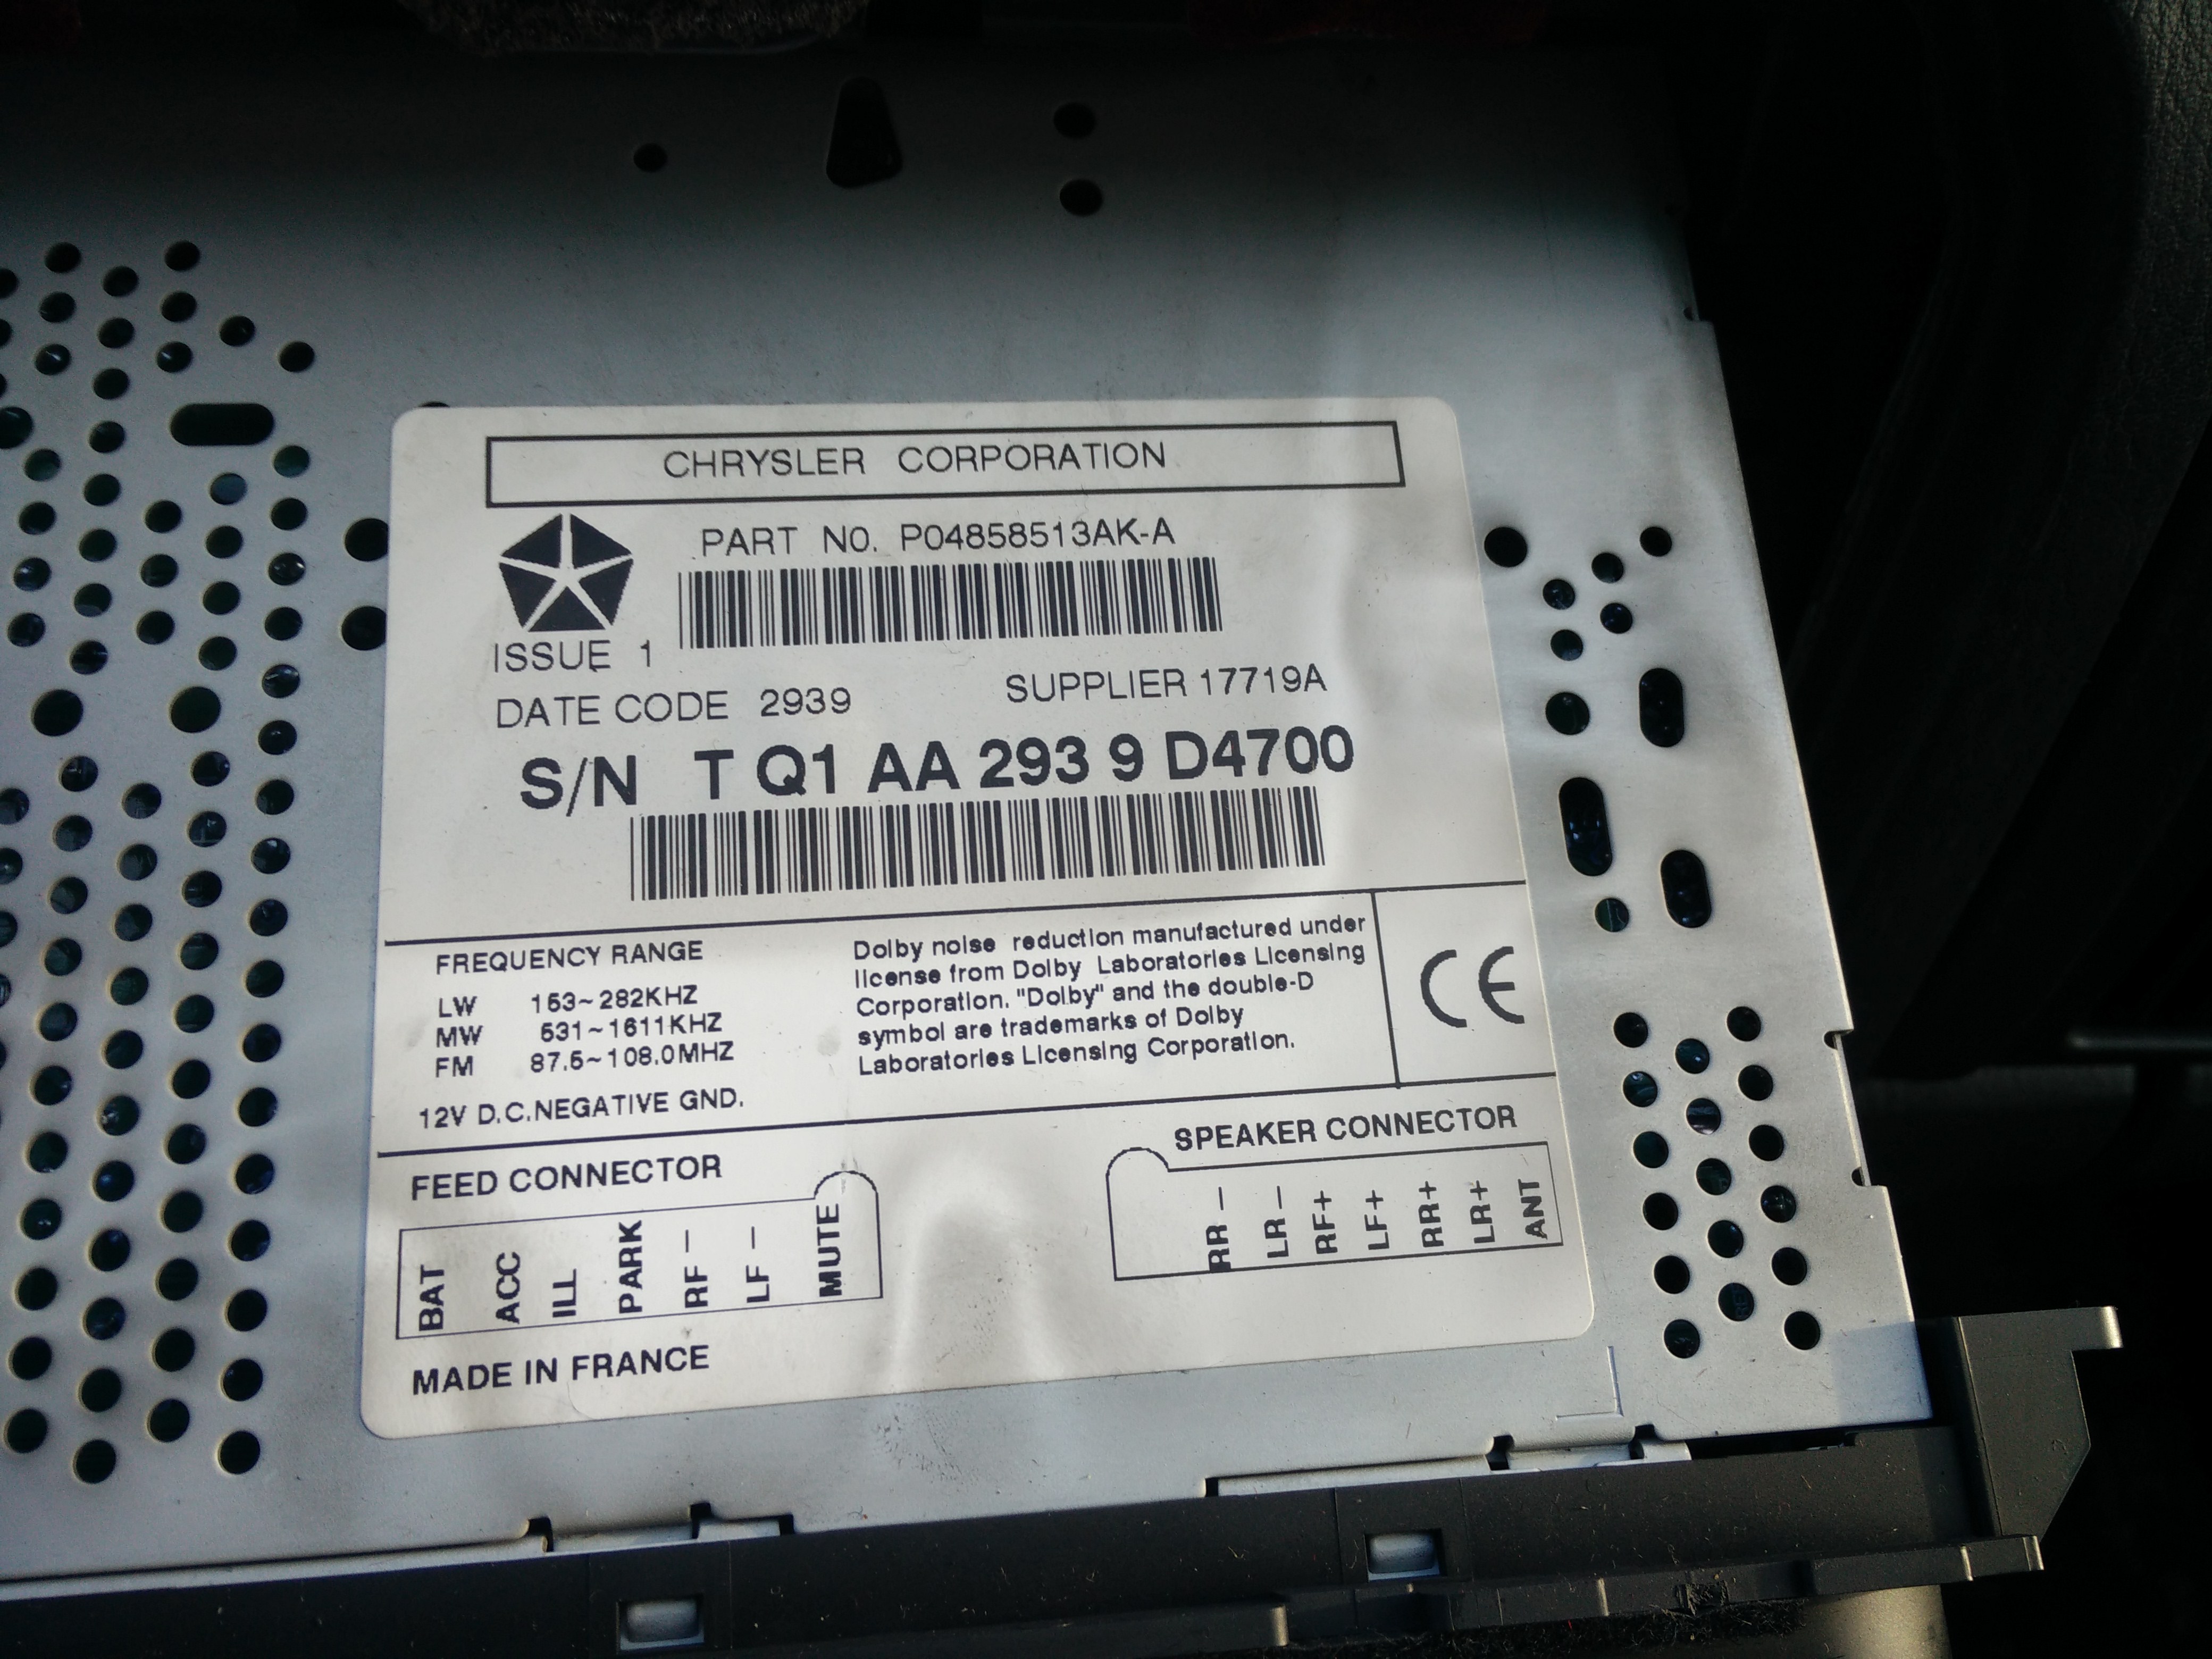 CHRYSLER CORPORATION
PART NO. P04858513AK-A
ISSUE 1
DATE CODE 2939
SUPPLIER 17719A
S/N T Q1 AA 293 9 D4700
FREQUENCY RANGE
LW 153~282KHZ
MW 531~1611KHZ
FM 87.5~108.0MHZ
12V D.C.NEGATIVE GND.
Dolby noise reduction manufactured under
license from Dolby Laboratories Licensing
Corporation. "Dolby" and the double-D
symbol are trademarks of Dolby
Laboratories Licensing Corporation.
CE
FEED CONNECTOR
BAT ACC ILL PARK RF – LF – MUTE
SPEAKER CONNECTOR
RR – LR – RF+ LF+ RR+ LR+ ANT
MADE IN FRANCE